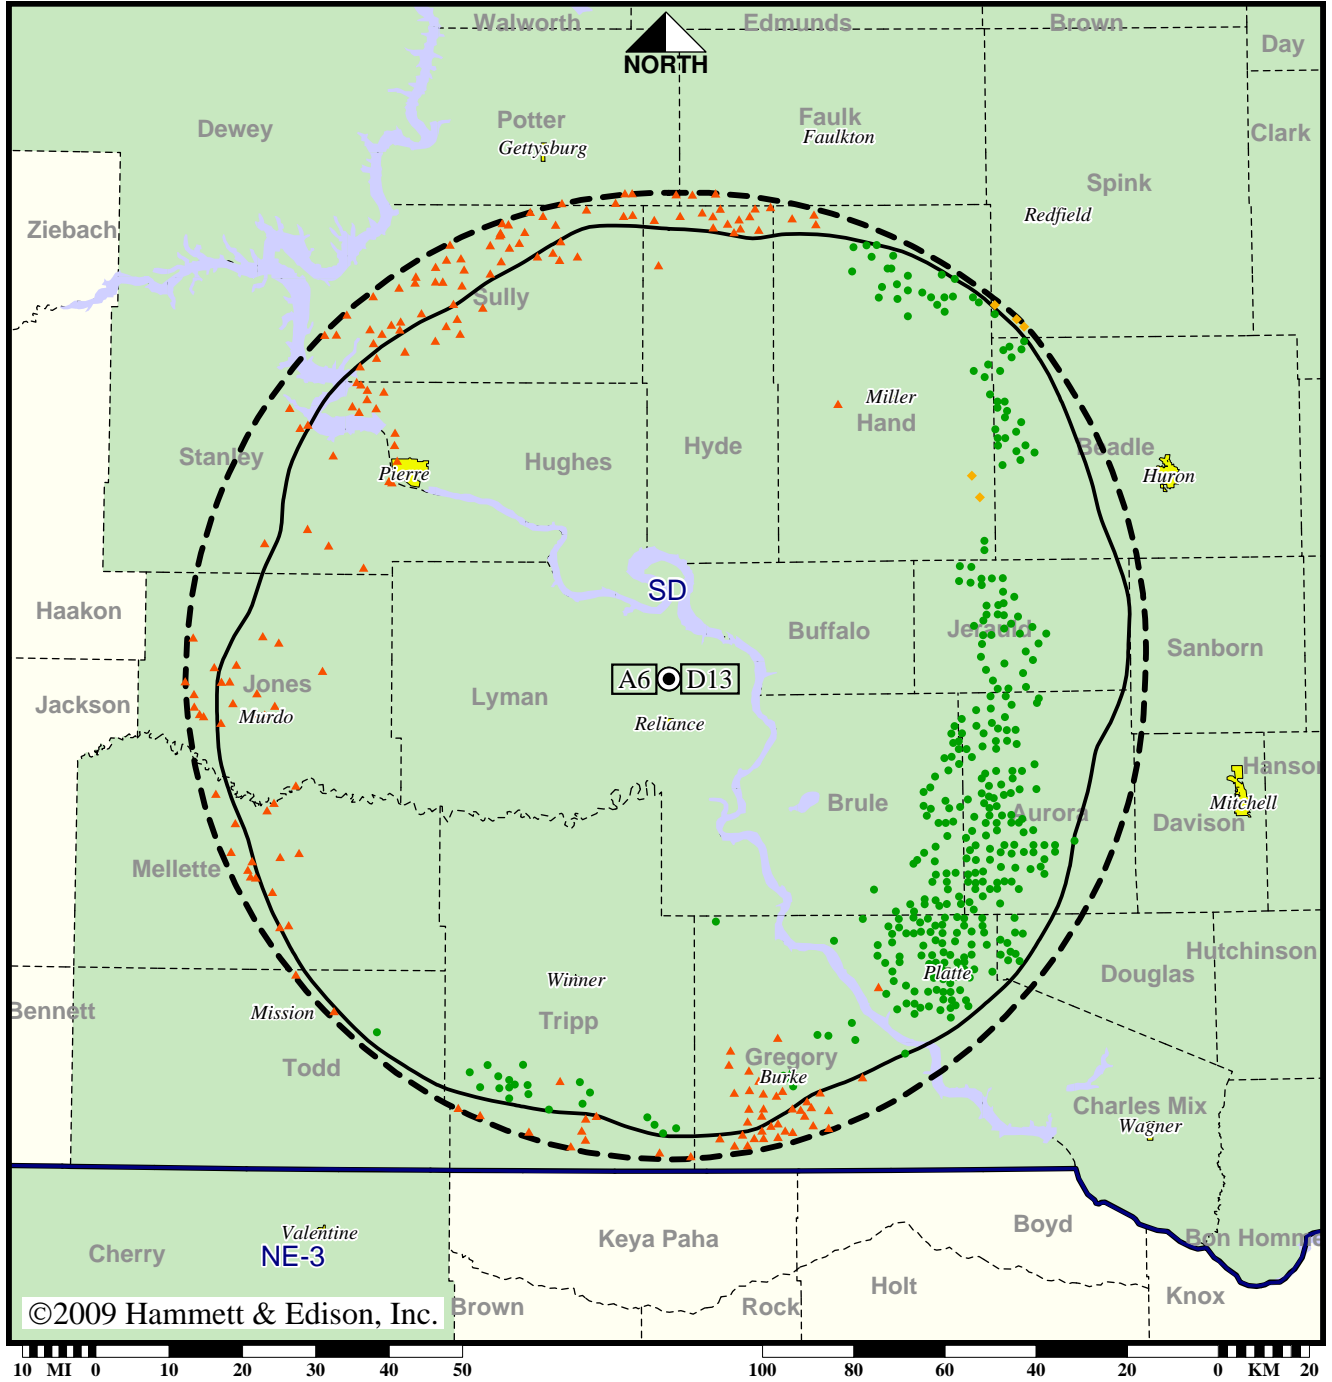 Walworth
Edmunds
Brown
Day
NORTH
Dewey
Potter
Gettysburg
Faulk
Faulkton
Clark
Spink
Redfield
Ziebach
Sully
Miller
Hand
Stanley
Pierre
Hughes
Hyde
Beadle
Huron
SD
Haakon
Buffalo
Jerauld
Sanborn
Jackson
Jones
Murdo
Lyman
A6
D13
Reliance
Hanson
Brule
Aurora
Mitchell
Davison
Mellette
Hutchinson
Winner
Platte
Douglas
Bennett
Mission
Tripp
Todd
Gregory
Burke
Charles Mix
Wagner
Valentine
Cherry
NE-3
Keya Paha
Boyd
Bon Homme
Holt
Knox
©2009 Hammett & Edison, Inc.
Brown
Rock
10 MI 0 10 20 30 40 50 100 80 60 40 20 0 KM 20